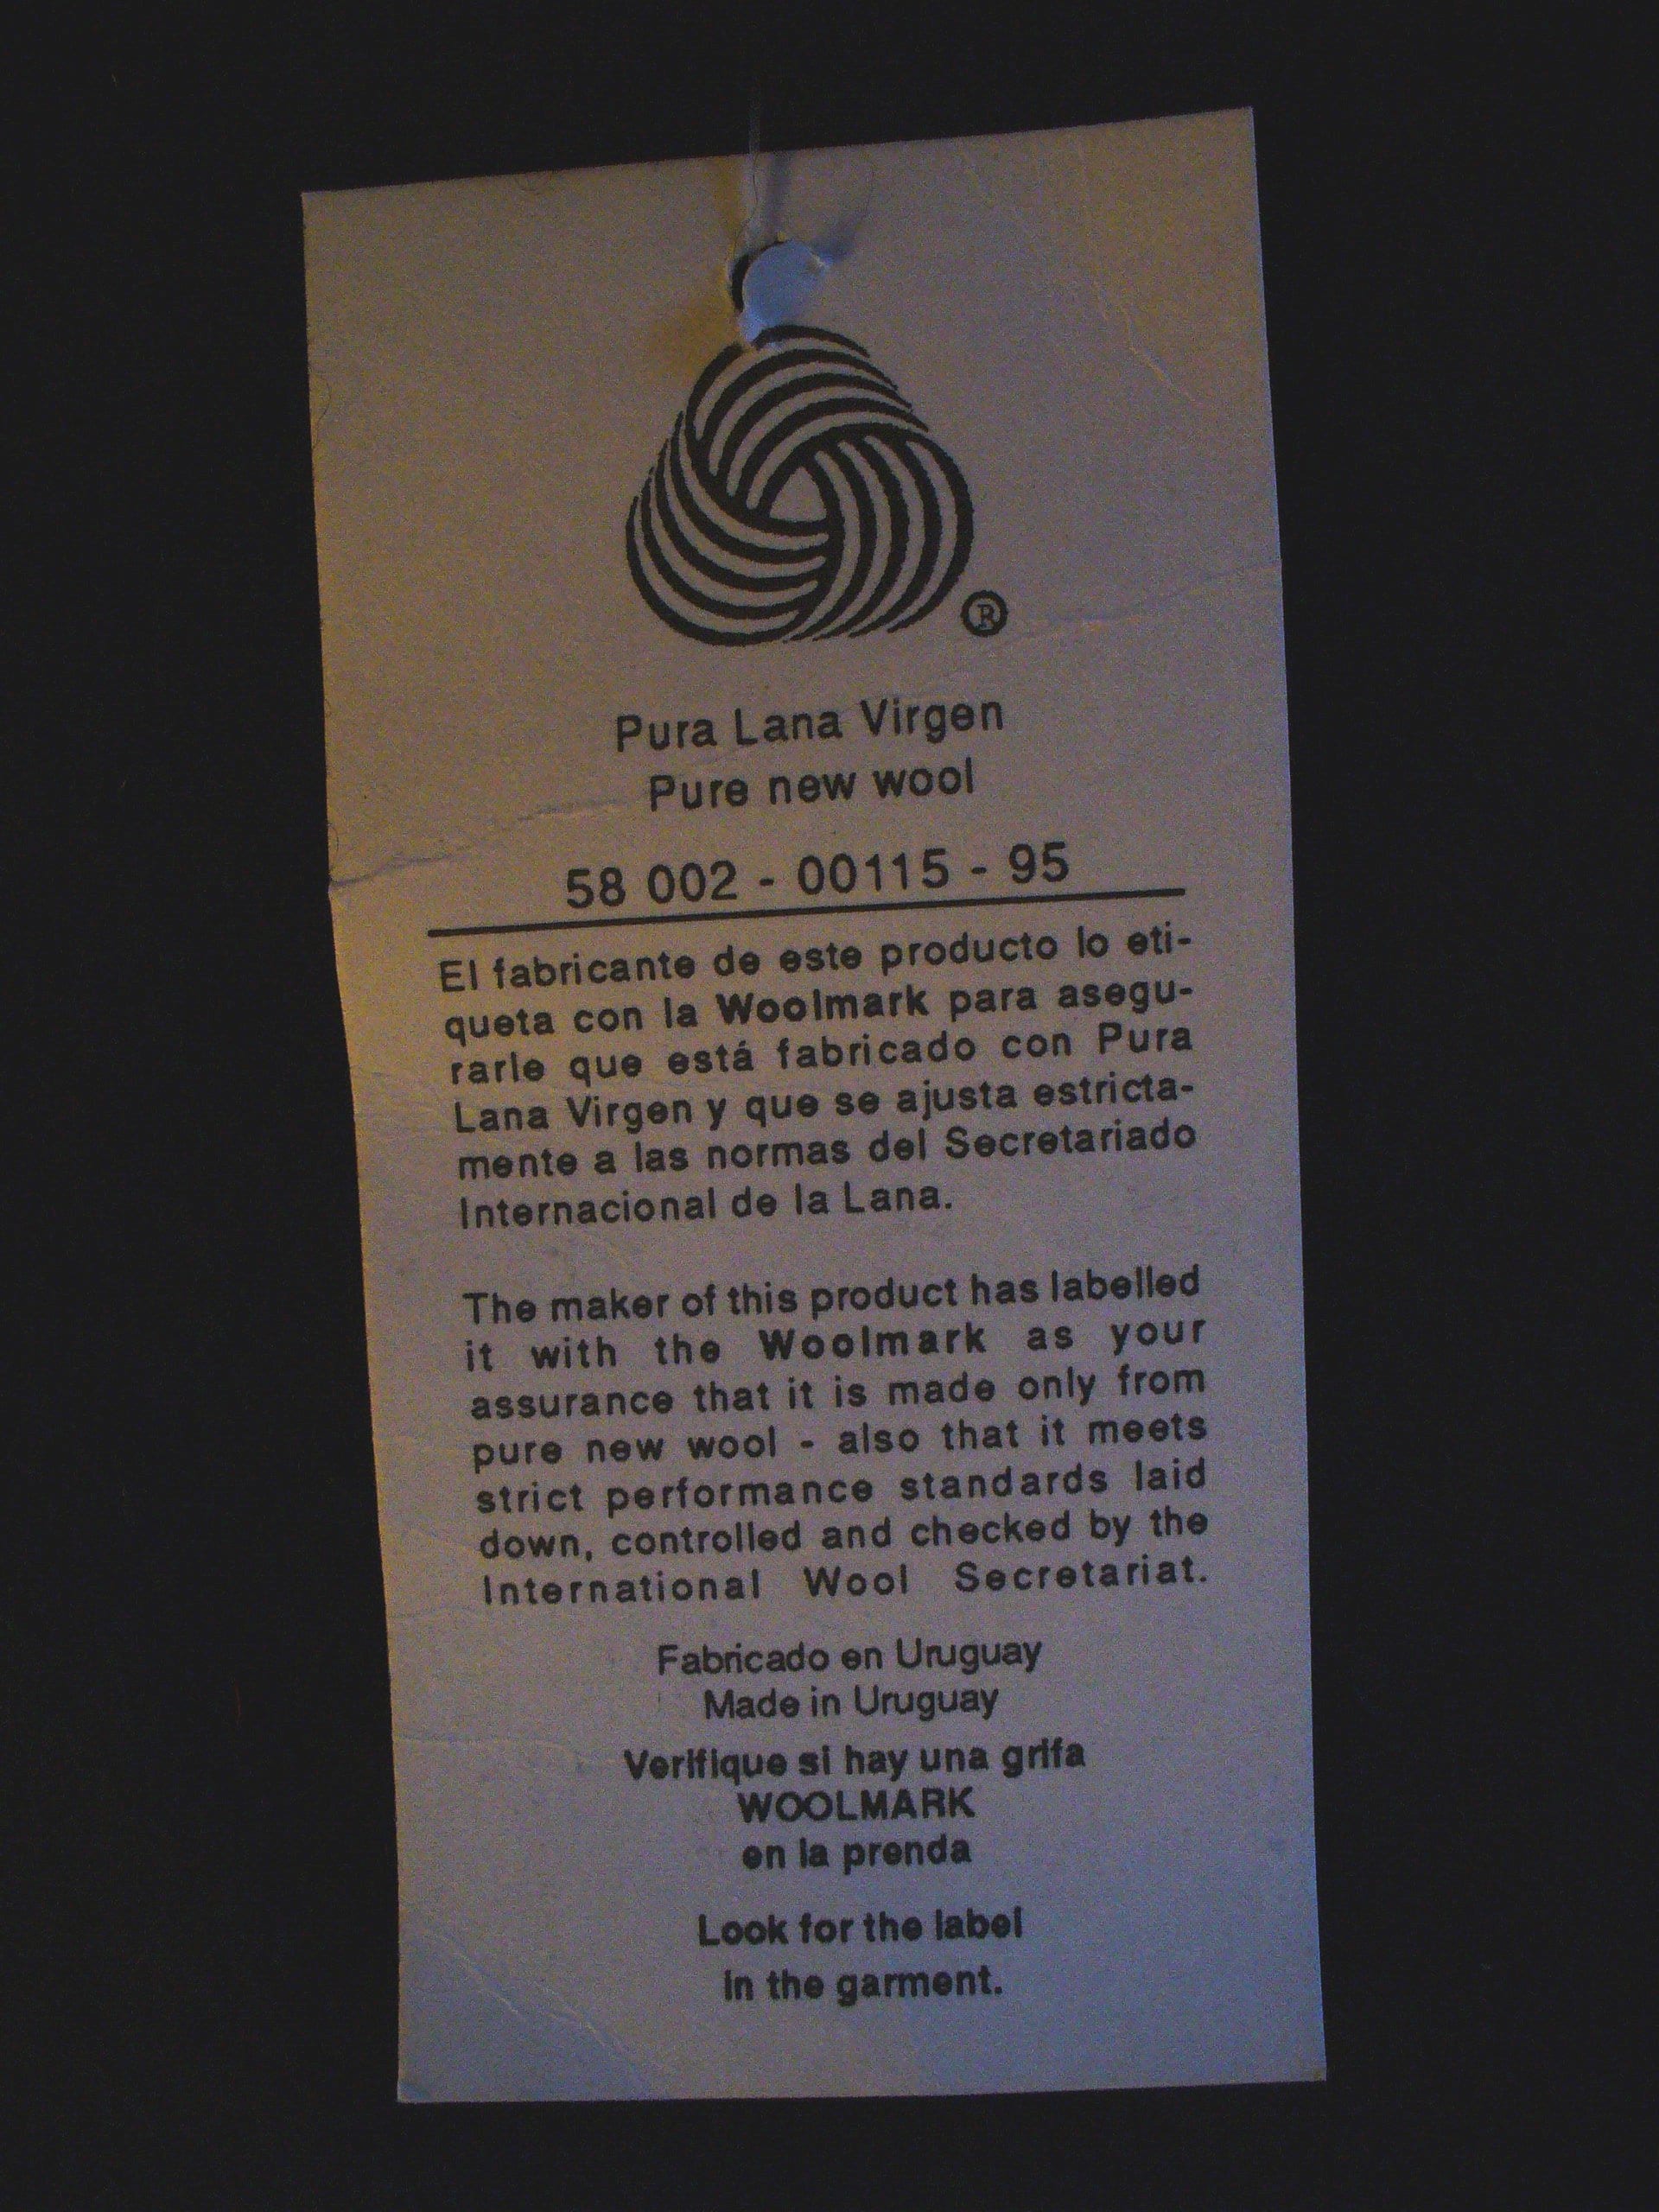 ®
Pura Lana Virgen
Pure new wool
58 002 - 00115 - 95
El fabricante de este producto lo eti-
queta con la Woolmark para asegu-
rarle que está fabricado con Pura
Lana Virgen y que se ajusta estricta-
mente a las normas del Secretariado
Internacional de la Lana.
The maker of this product has labelled
it with the Woolmark as your
assurance that it is made only from
pure new wool - also that it meets
strict performance standards laid
down, controlled and checked by the
International Wool Secretariat.
Fabricado en Uruguay
Made in Uruguay
Verifique si hay una grifa
WOOLMARK
en la prenda
Look for the label
in the garment.